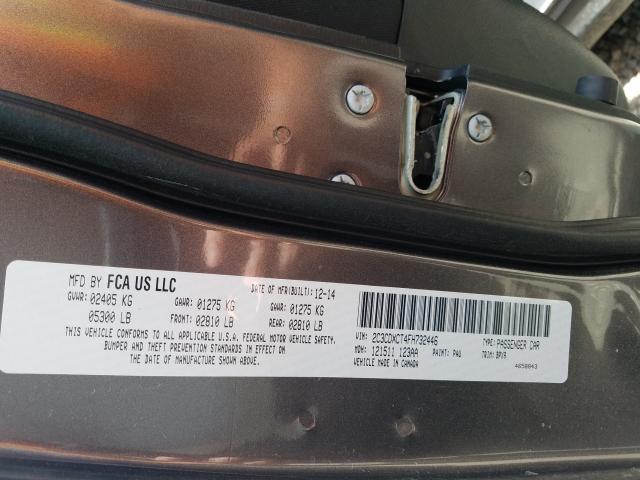 MFD BY FCA US LLC
DATE OF MFR(BUILT): 12-14
GVWR: 02405 KG
GAWR: 01275 KG
GAWR: 01275 KG
05300 LB
FRONT: 02810 LB
REAR: 02810 LB
THIS VEHICLE CONFORMS TO ALL APPLICABLE U.S.A. FEDERAL MOTOR VEHICLE SAFETY,
BUMPER AND THEFT PREVENTION STANDARDS IN EFFECT ON
THE DATE OF MANUFACTURE SHOWN ABOVE.
VIN: 2C3CDXCT4FH732446
TYPE: PASSENGER CAR
MDH: 121511 123AA
PAINT: PAU
TRIM: BPX9
VEHICLE MADE IN CANADA
4658943